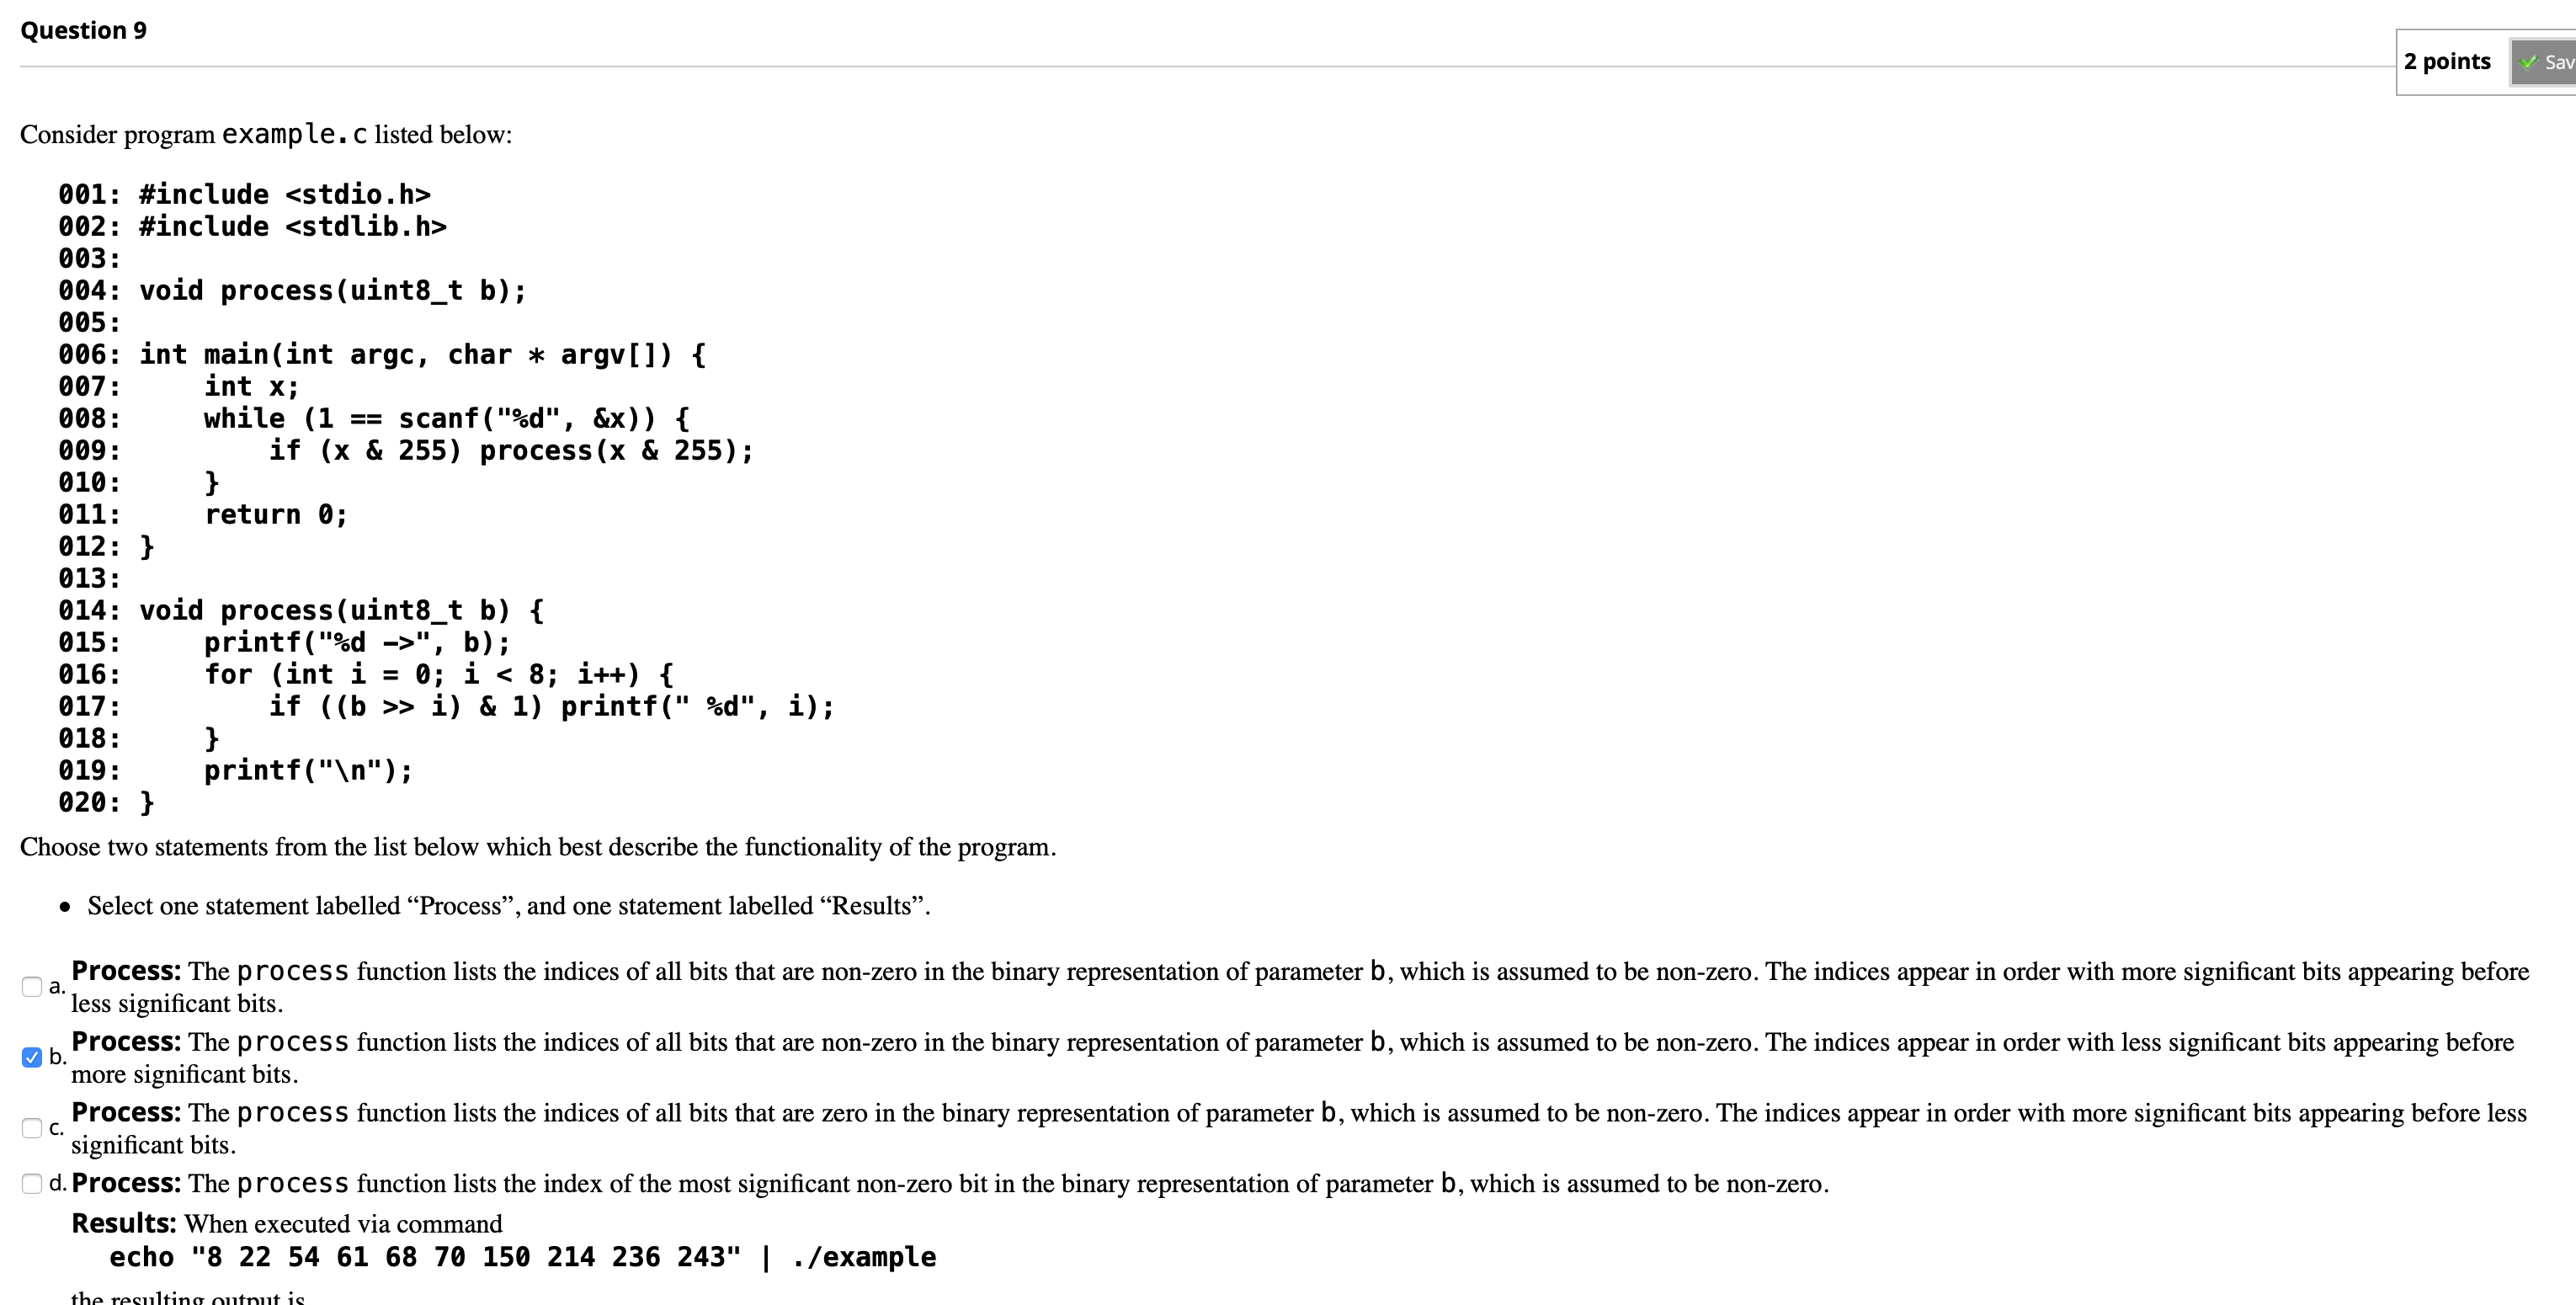 Question 9
2 points
Sav
Consider program example.c listed below:
001: #include <stdio.h>
002: #include <stdlib.h>
003:
004: void process(uint8_t b);
005:
006: int main(int argc, char * argv[]) {
007:     int x;
008:     while (1 == scanf("%d", &x)) {
009:         if (x & 255) process(x & 255);
010:     }
011:     return 0;
012: }
013:
014: void process(uint8_t b) {
015:     printf("%d ->", b);
016:     for (int i = 0; i < 8; i++) {
017:         if ((b >> i) & 1) printf(" %d", i);
018:     }
019:     printf("\n");
020: }
Choose two statements from the list below which best describe the functionality of the program.
• Select one statement labelled “Process”, and one statement labelled “Results”.
a. Process: The process function lists the indices of all bits that are non-zero in the binary representation of parameter b, which is assumed to be non-zero. The indices appear in order with more significant bits appearing before
less significant bits.
b. Process: The process function lists the indices of all bits that are non-zero in the binary representation of parameter b, which is assumed to be non-zero. The indices appear in order with less significant bits appearing before
more significant bits.
c. Process: The process function lists the indices of all bits that are zero in the binary representation of parameter b, which is assumed to be non-zero. The indices appear in order with more significant bits appearing before less
significant bits.
d. Process: The process function lists the index of the most significant non-zero bit in the binary representation of parameter b, which is assumed to be non-zero.
Results: When executed via command
echo "8 22 54 61 68 70 150 214 236 243" | ./example
the resulting output is